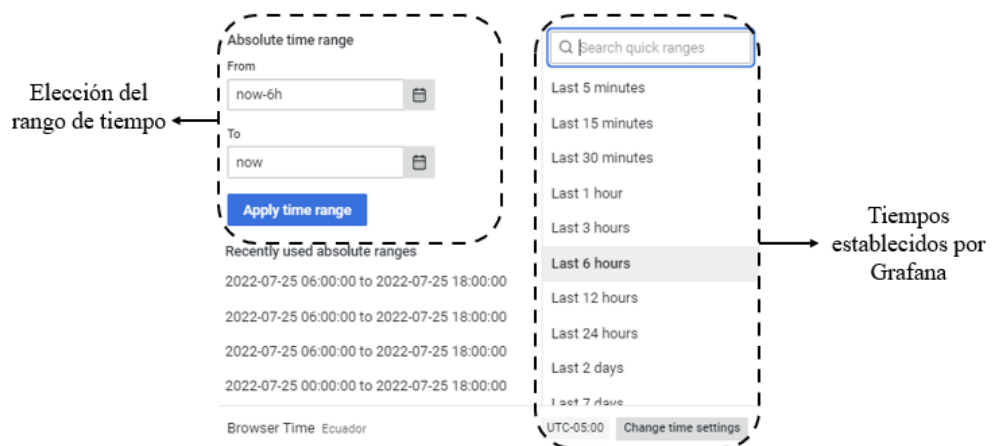 Elección del
rango de tiempo
Absolute time range
From
now-6h
To
now
Apply time range
Recently used absolute ranges
2022-07-25 06:00:00 to 2022-07-25 18:00:00
2022-07-25 06:00:00 to 2022-07-25 18:00:00
2022-07-25 06:00:00 to 2022-07-25 18:00:00
2022-07-25 00:00:00 to 2022-07-25 18:00:00
Browser Time Ecuador
Search quick ranges
Last 5 minutes
Last 15 minutes
Last 30 minutes
Last 1 hour
Last 3 hours
Last 6 hours
Last 12 hours
Last 24 hours
Last 2 days
Last 7 days
UTC-05:00
Change time settings
Tiempos
establecidos por
Grafana